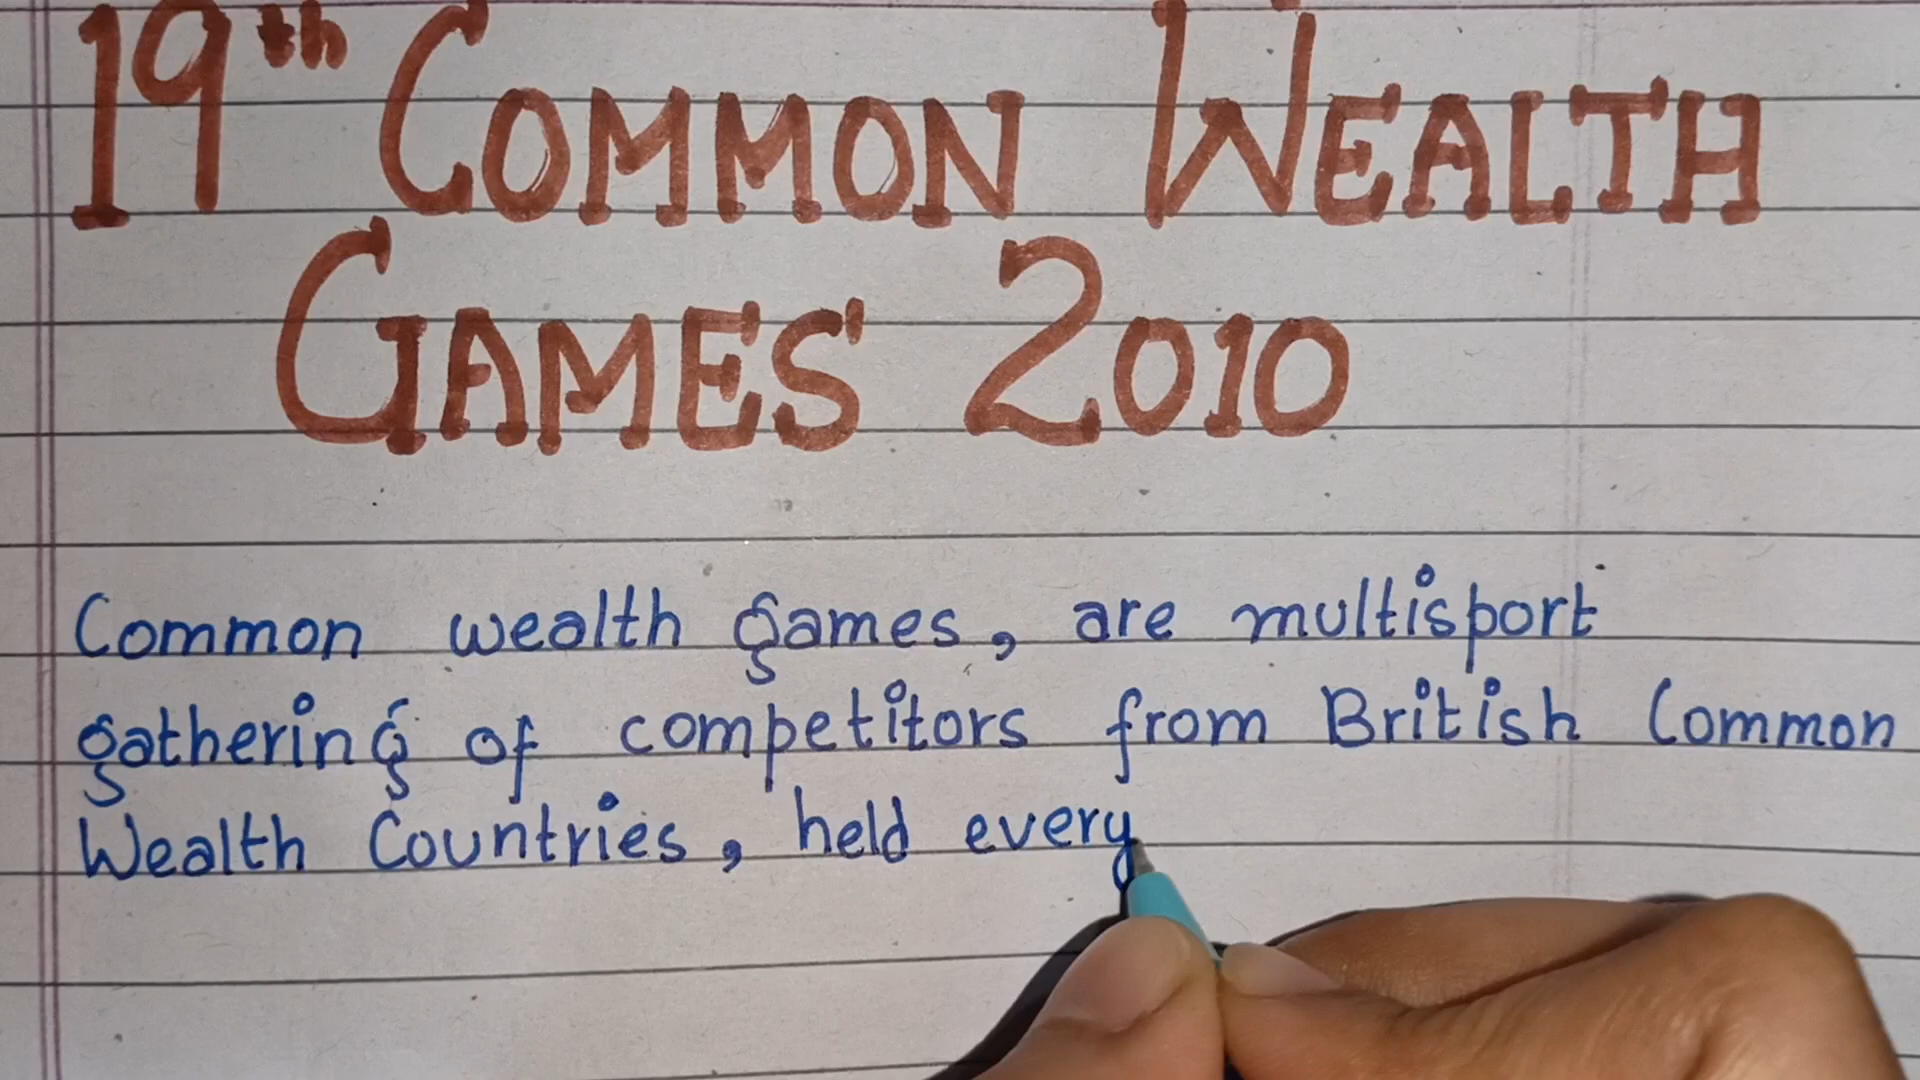 19th COMMON WEALTH
GAMES 2010
Common wealth games, are multisport
gathering of competitors from British Common
Wealth Countries, held every